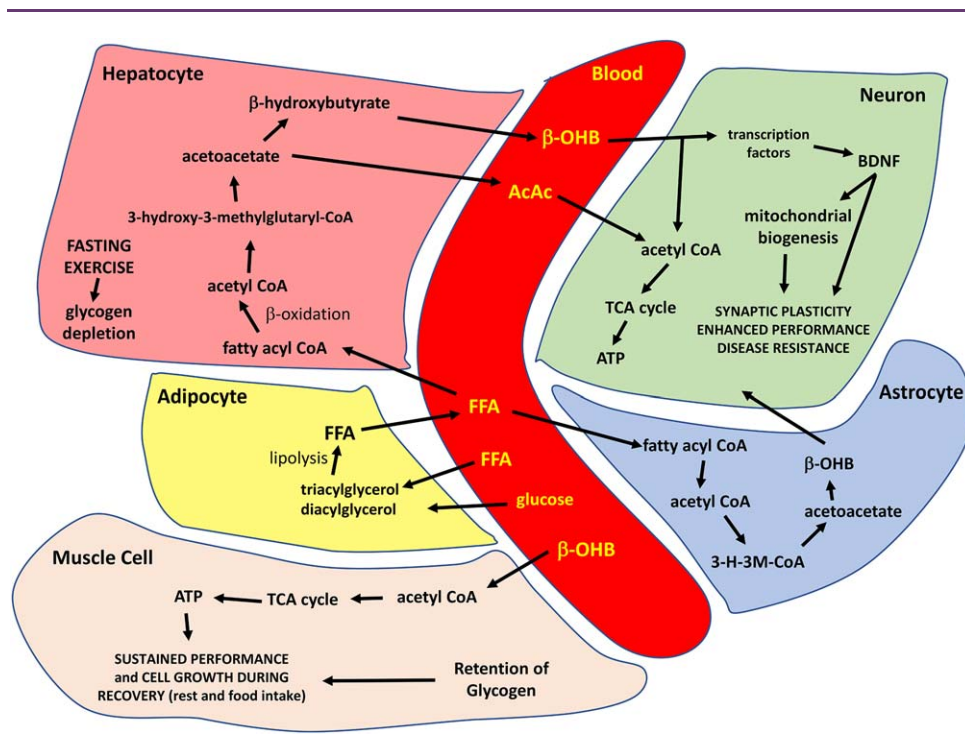 Hepatocyte
β-hydroxybutyrate
acetoacetate
3-hydroxy-3-methylglutaryl-CoA
FASTING
EXERCISE
glycogen
depletion
acetyl CoA
β-oxidation
fatty acyl CoA
Blood
β-OHB
AcAc
FFA
FFA
glucose
β-OHB
Neuron
transcription
factors
BDNF
mitochondrial
biogenesis
acetyl CoA
TCA cycle
ATP
SYNAPTIC PLASTICITY
ENHANCED PERFORMANCE
DISEASE RESISTANCE
Adipocyte
FFA
lipolysis
triacylglycerol
diacylglycerol
Astrocyte
fatty acyl CoA
acetyl CoA
3-H-3M-CoA
acetoacetate
β-OHB
Muscle Cell
ATP
TCA cycle
acetyl CoA
SUSTAINED PERFORMANCE
and CELL GROWTH DURING
RECOVERY (rest and food intake)
Retention of
Glycogen